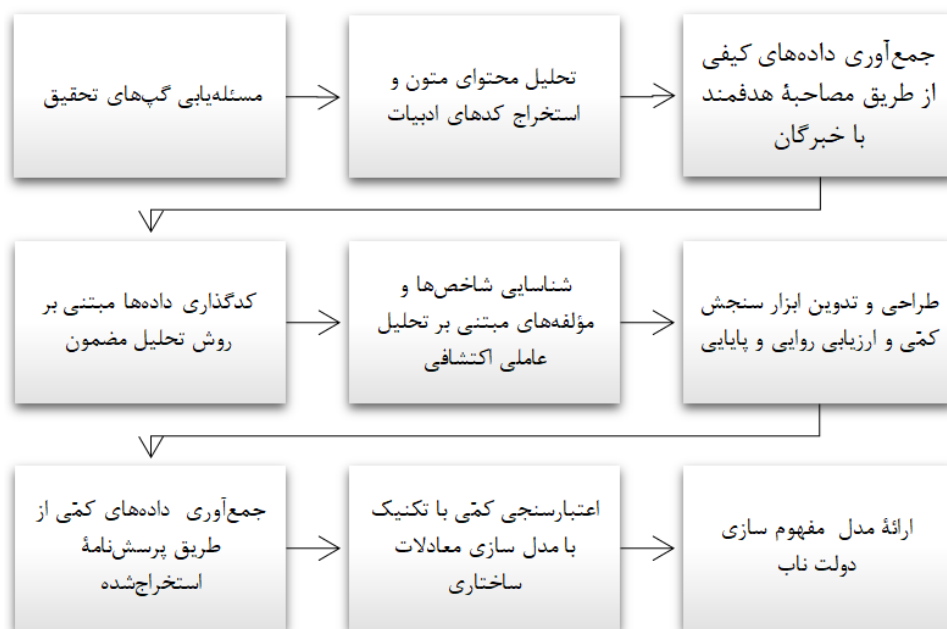 مسئله‌یابی گپ‌های تحقیق
تحلیل محتوای متون و
استخراج کدهای ادبیات
جمع‌آوری داده‌های کیفی
از طریق مصاحبهٔ هدفمند
با خبرگان
کدگذاری داده‌ها مبتنی بر
روش تحلیل مضمون
شناسایی شاخص‌ها و
مؤلفه‌های مبتنی بر تحلیل
عاملی اکتشافی
طراحی و تدوین ابزار سنجش
کمّی و ارزیابی روایی و پایایی
جمع‌آوری داده‌های کمّی از
طریق پرسش‌نامهٔ
استخراج‌شده
اعتبارسنجی کمّی با تکنیک
با مدل سازی معادلات
ساختاری
ارائهٔ مدل مفهوم سازی
دولت ناب